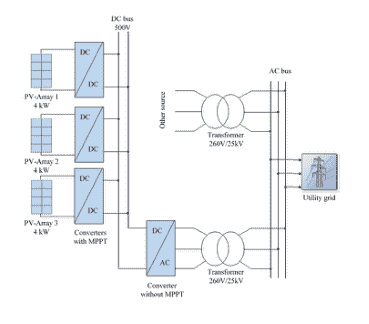 DC bus
500V
DC
DC
PV-Array 1
4 kW
DC
DC
PV-Array 2
4 kW
DC
DC
PV-Array 3
4 kW
Converters
with MPPT
Other source
Transformer
260V/25kV
AC bus
Utility grid
DC
AC
Converter
without MPPT
Transformer
260V/25kV